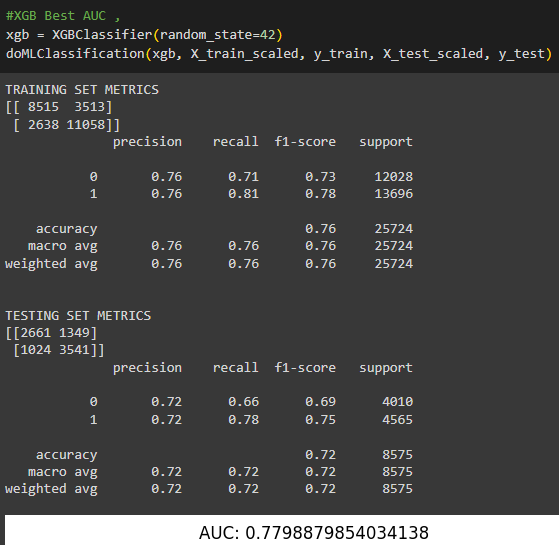 #XGB Best AUC ,
xgb = XGBClassifier(random_state=42)
doMLClassification(xgb, X_train_scaled, y_train, X_test_scaled, y_test)
TRAINING SET METRICS
[[ 8515  3513]
 [ 2638 11058]]
              precision    recall  f1-score   support

           0       0.76      0.71      0.73     12028
           1       0.76      0.81      0.78     13696

    accuracy                           0.76     25724
   macro avg       0.76      0.76      0.76     25724
weighted avg       0.76      0.76      0.76     25724

TESTING SET METRICS
[[2661 1349]
 [1024 3541]]
              precision    recall  f1-score   support

           0       0.72      0.66      0.69      4010
           1       0.72      0.78      0.75      4565

    accuracy                           0.72      8575
   macro avg       0.72      0.72      0.72      8575
weighted avg       0.72      0.72      0.72      8575

AUC: 0.7798879854034138